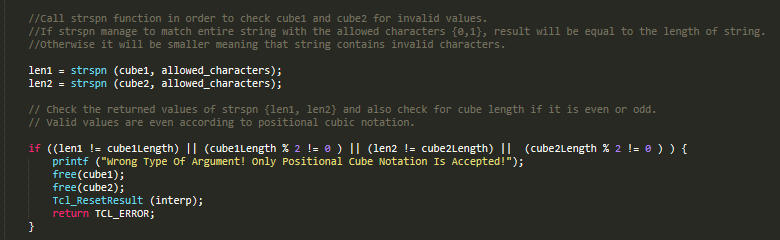 //Call strspn function in order to check cube1 and cube2 for invalid values.
//If strspn manage to match entire string with the allowed characters {0,1}, result will be equal to the length of string.
//Otherwise it will be smaller meaning that string contains invalid characters.
len1 = strspn (cube1, allowed_characters);
len2 = strspn (cube2, allowed_characters);
// Check the returned values of strspn {len1, len2} and also check for cube length if it is even or odd.
// Valid values are even according to positional cubic notation.
if ((len1 != cube1Length) || (cube1Length % 2 != 0 ) || (len2 != cube2Length) ||  (cube2Length % 2 != 0 ) ) {
printf ("Wrong Type Of Argument! Only Positional Cube Notation Is Accepted!");
free(cube1);
free(cube2);
Tcl_ResetResult (interp);
return TCL_ERROR;
}